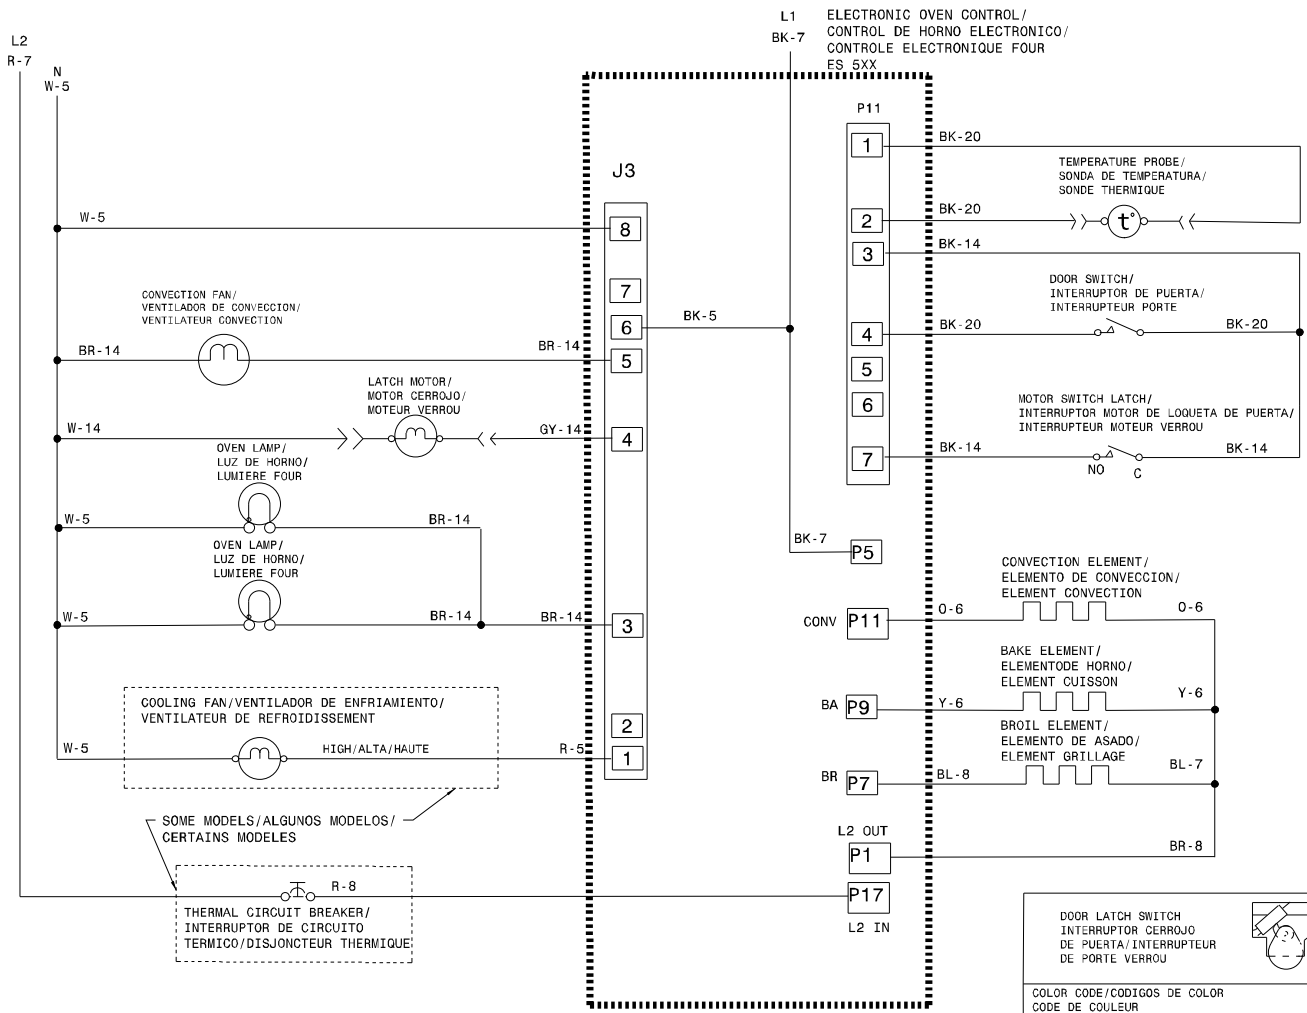 L1
BK-7
ELECTRONIC OVEN CONTROL/
CONTROL DE HORNO ELECTRONICO/
CONTROLE ELECTRONIQUE FOUR
ES 5XX
L2
R-7
N
W-5
J3
8
7
6
5
4
3
2
1
W-5
CONVECTION FAN/
VENTILADOR DE CONVECCION/
VENTILATEUR CONVECTION
BR-14
BR-14
BK-5
LATCH MOTOR/
MOTOR CERROJO/
MOTEUR VERROU
W-14
GY-14
OVEN LAMP/
LUZ DE HORNO/
LUMIERE FOUR
W-5
BR-14
OVEN LAMP/
LUZ DE HORNO/
LUMIERE FOUR
W-5
BR-14
BR-14
COOLING FAN/VENTILADOR DE ENFRIAMIENTO/
VENTILATEUR DE REFROIDISSEMENT
W-5
HIGH/ALTA/HAUTE
R-5
SOME MODELS/ALGUNOS MODELOS/
CERTAINS MODELES
R-8
THERMAL CIRCUIT BREAKER/
INTERRUPTOR DE CIRCUITO
TERMICO/DISJONCTEUR THERMIQUE
P11
1
2
3
4
5
6
7
BK-20
TEMPERATURE PROBE/
SONDA DE TEMPERATURA/
SONDE THERMIQUE
BK-20
t°
BK-14
DOOR SWITCH/
INTERRUPTOR DE PUERTA/
INTERRUPTEUR PORTE
BK-20
BK-20
MOTOR SWITCH LATCH/
INTERRUPTOR MOTOR DE LOQUETA DE PUERTA/
INTERRUPTEUR MOTEUR VERROU
BK-14
NO
C
BK-14
BK-7
P5
CONVECTION ELEMENT/
ELEMENTO DE CONVECCION/
ELEMENT CONVECTION
CONV
P11
O-6
O-6
BAKE ELEMENT/
ELEMENTODE HORNO/
ELEMENT CUISSON
BA
P9
Y-6
Y-6
BROIL ELEMENT/
ELEMENTO DE ASADO/
ELEMENT GRILLAGE
BR
P7
BL-8
BL-7
L2 OUT
P1
BR-8
P17
L2 IN
DOOR LATCH SWITCH
INTERRUPTOR CERROJO
DE PUERTA/INTERRUPTEUR
DE PORTE VERROU
COLOR CODE/CODIGOS DE COLOR
CODE DE COULEUR